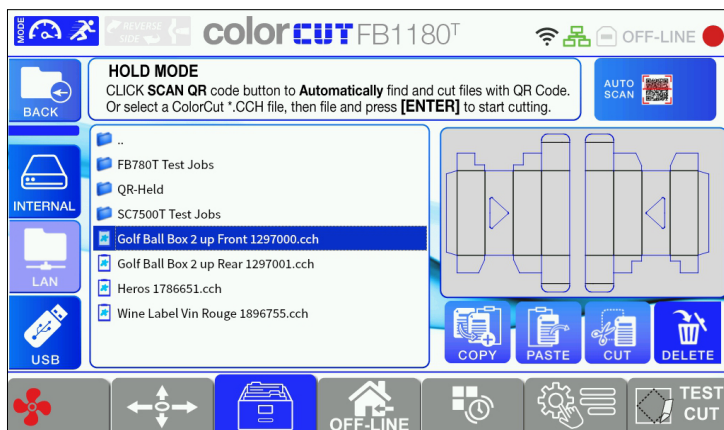 MODE
REVERSE
SIDE
colorCUT FB1180T
OFF-LINE
BACK
HOLD MODE
CLICK SCAN QR code button to Automatically find and cut files with QR Code.
Or select a ColorCut *.CCH file, then file and press [ENTER] to start cutting.
AUTO
SCAN
INTERNAL
LAN
USB
..
FB780T Test Jobs
QR-Held
SC7500T Test Jobs
Golf Ball Box 2 up Front 1297000.cch
Golf Ball Box 2 up Rear 1297001.cch
Heros 1786651.cch
Wine Label Vin Rouge 1896755.cch
COPY
PASTE
CUT
DELETE
OFF-LINE
TEST
CUT